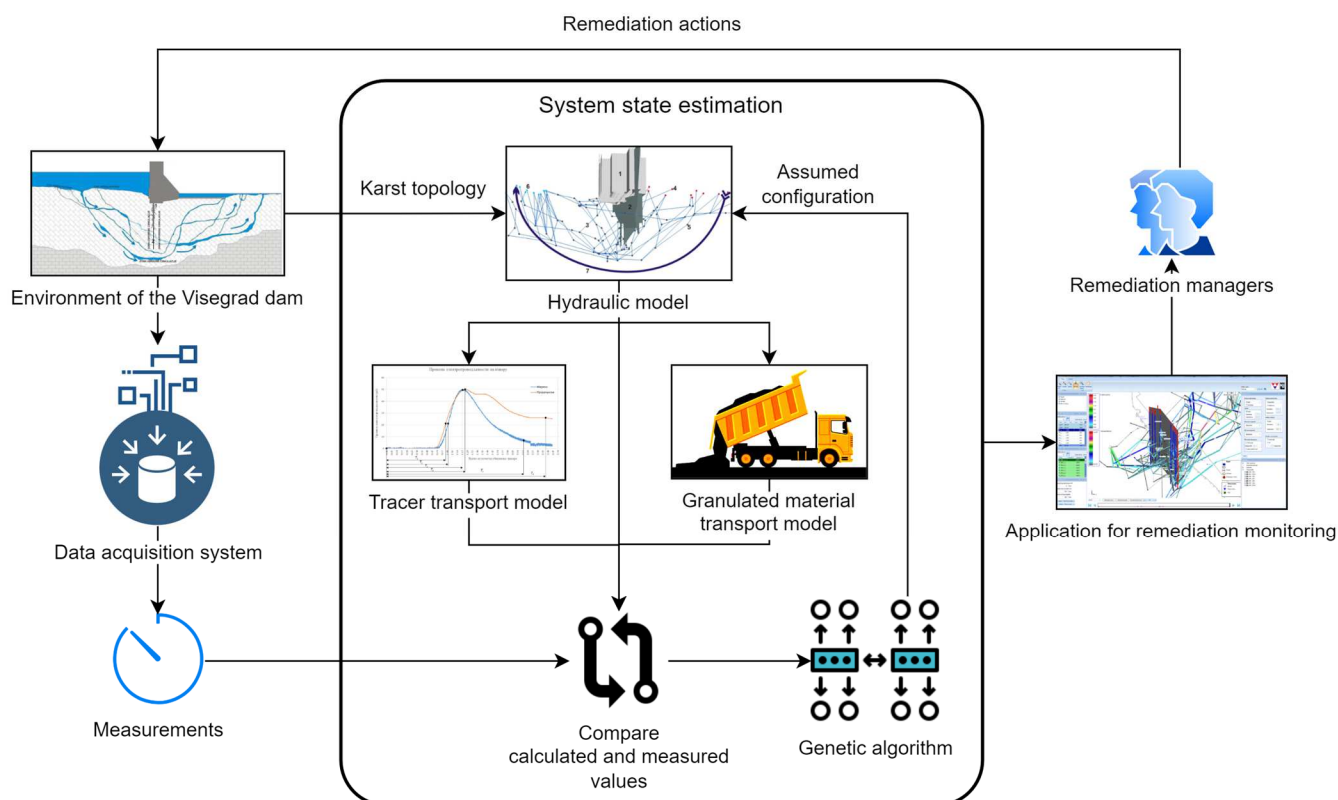 Remediation actions
System state estimation
Karst topology
Assumed
configuration
Environment of the Visegrad dam
Hydraulic model
Remediation managers
Tracer transport model
Granulated material
transport model
Application for remediation monitoring
Data acquisition system
Measurements
Compare
calculated and measured
values
Genetic algorithm